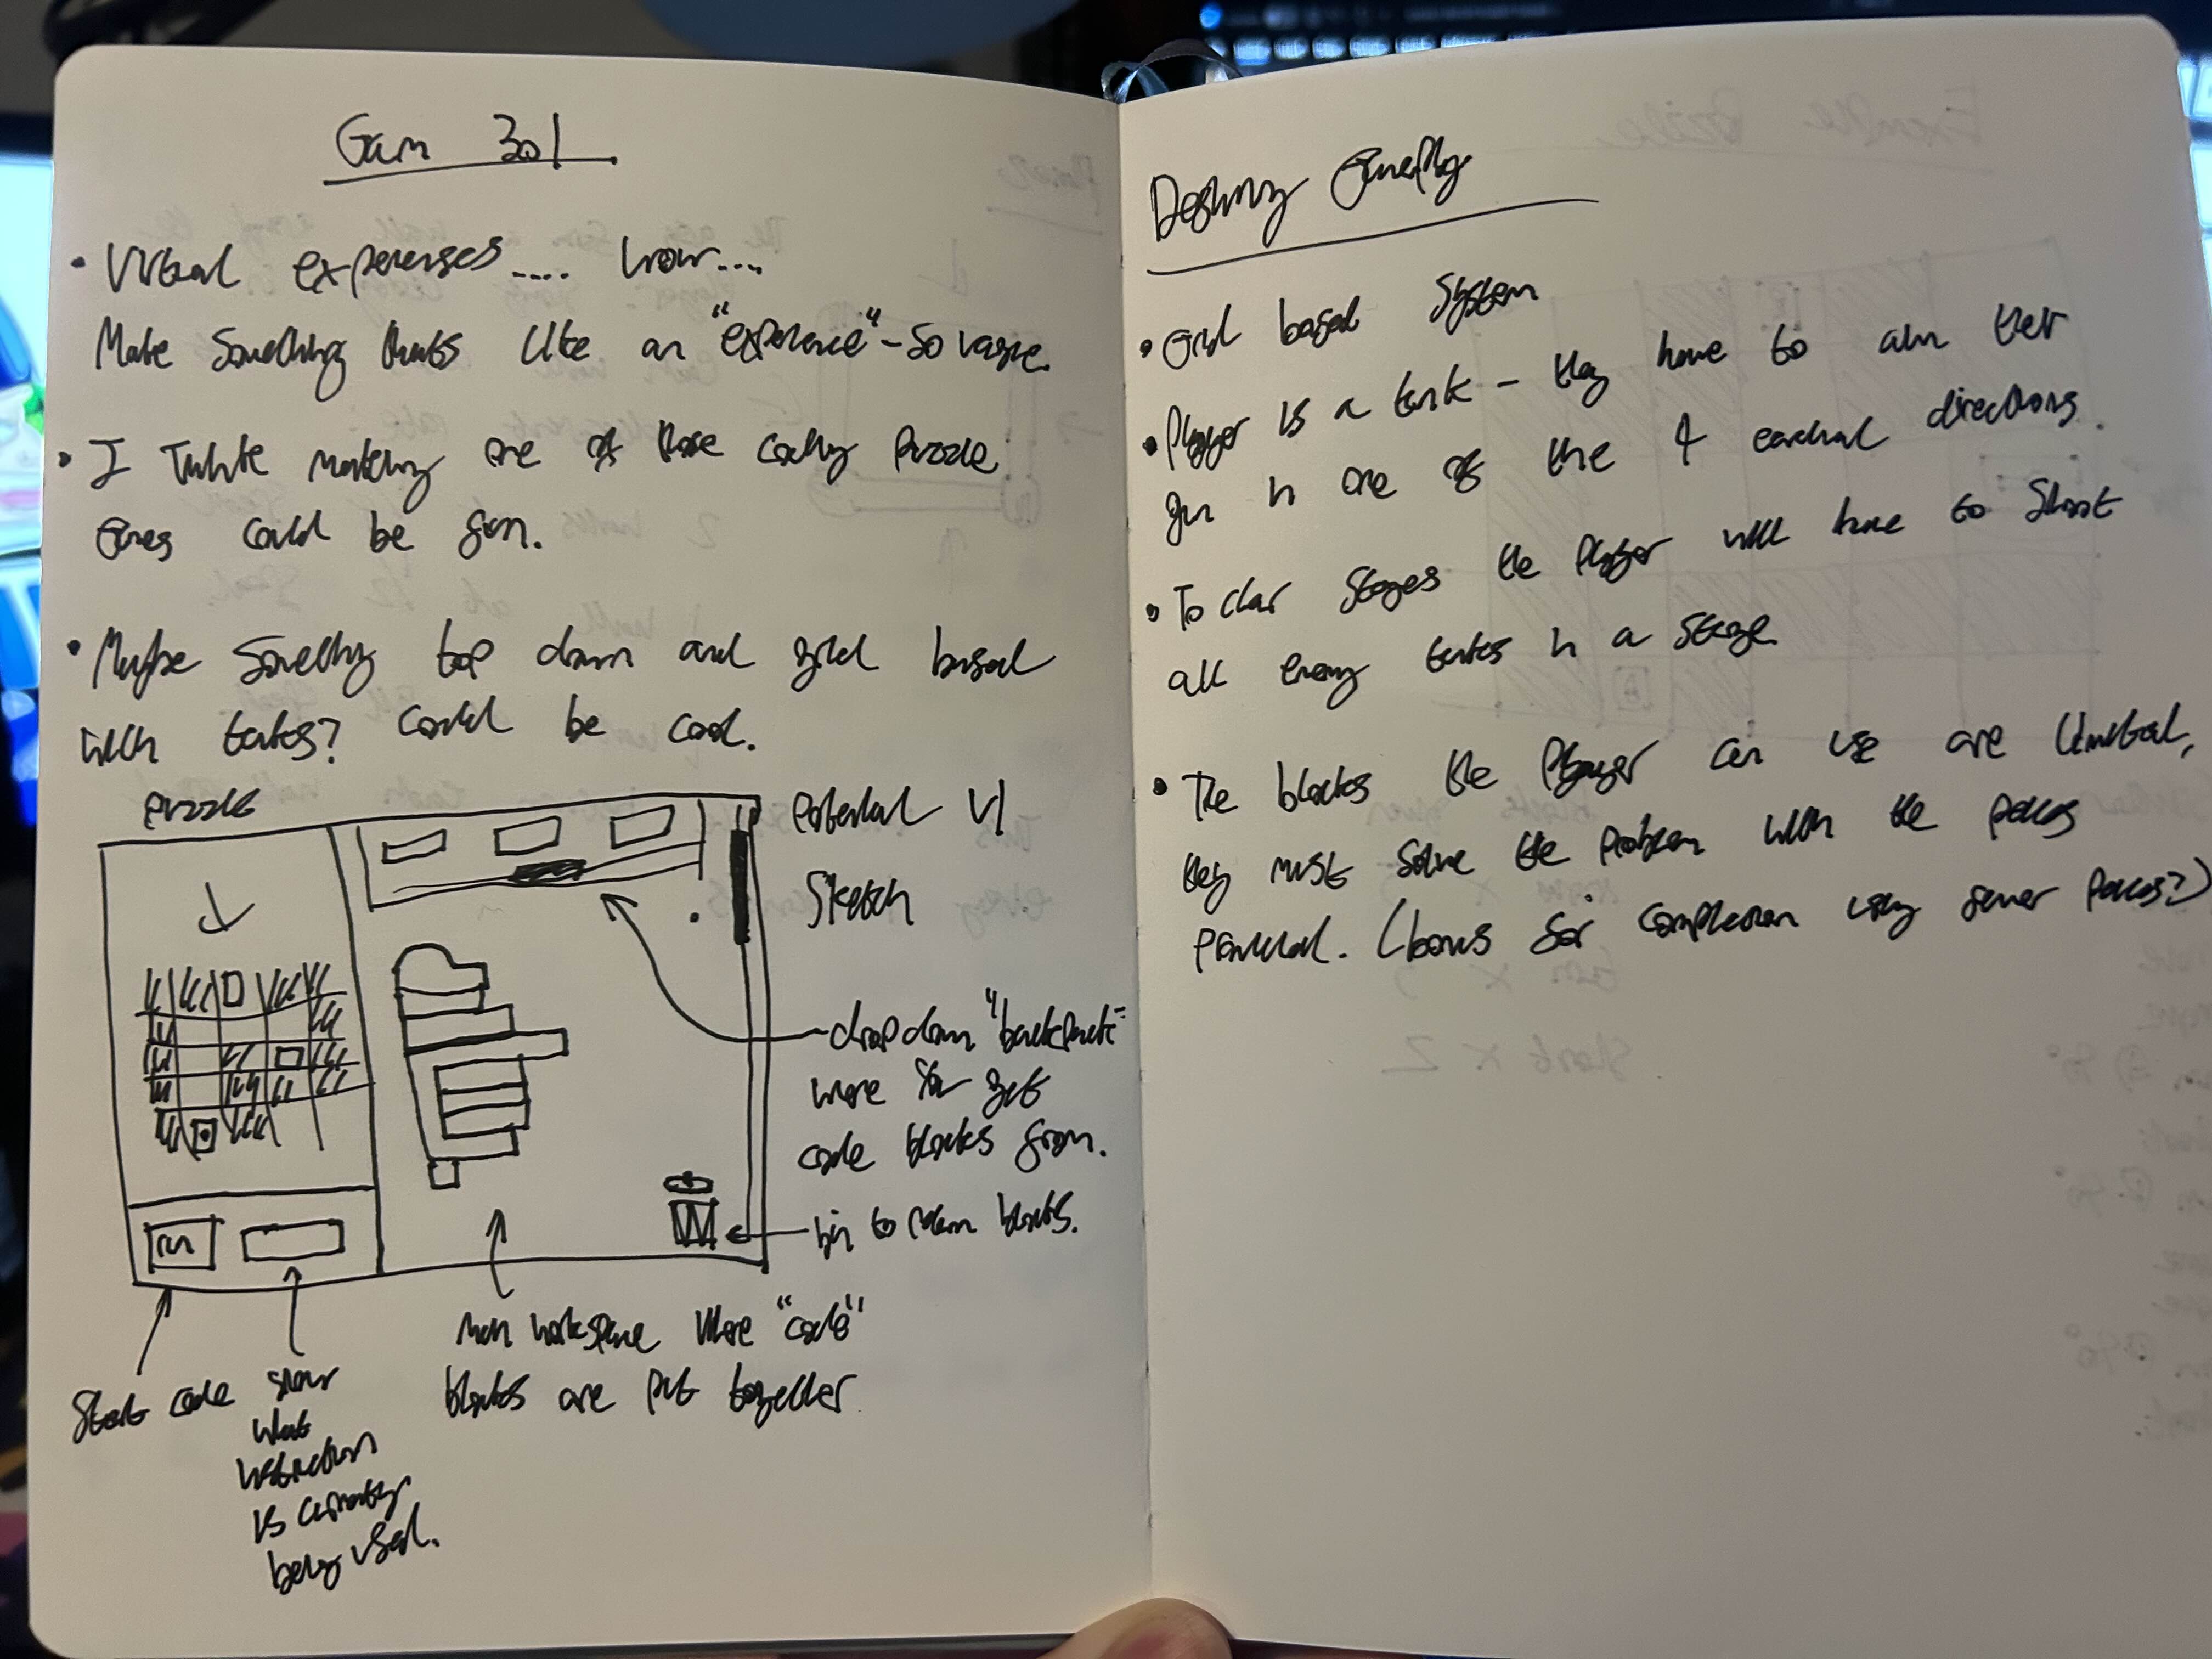 Gam 301
• Virtual experiences.... wow....
Make something thats like an "experience" - so vague.
• I think making one of those coding puzzle
games could be fun.
• Maybe something top down and grid based
with tanks? Could be cool.
puzzle
potential UI
sketch
drop down "backpack"
where you get
code blocks from.
bin to return blocks.
run
main workspace where "code"
blocks are put together
start code
show
what
instruction
is currently
being used.
Designing Gameplay
• Grid based system
• Player is a tank - they have to aim their
gun in one of the 4 cardinal directions.
• To clear stages the player will have to shoot
all enemy tanks in a stage.
• The blocks the player can use are limited,
they must solve the problem with the pieces
provided. (bonus for completion using fewer pieces?)